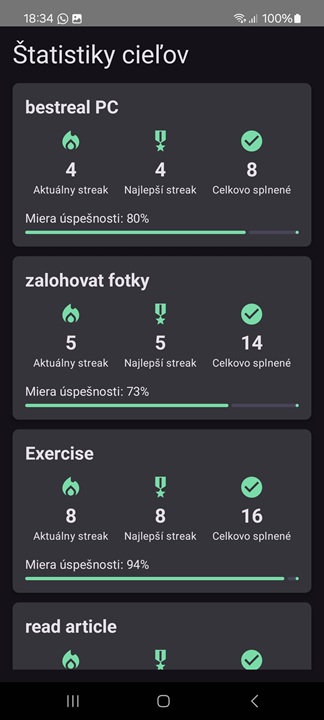 18:34 100%
Štatistiky cieľov
bestreal PC
4 4 8
Aktuálny streak Najlepší streak Celkovo splnené
Miera úspešnosti: 80%
zalohovat fotky
5 5 14
Aktuálny streak Najlepší streak Celkovo splnené
Miera úspešnosti: 73%
Exercise
8 8 16
Aktuálny streak Najlepší streak Celkovo splnené
Miera úspešnosti: 94%
read article